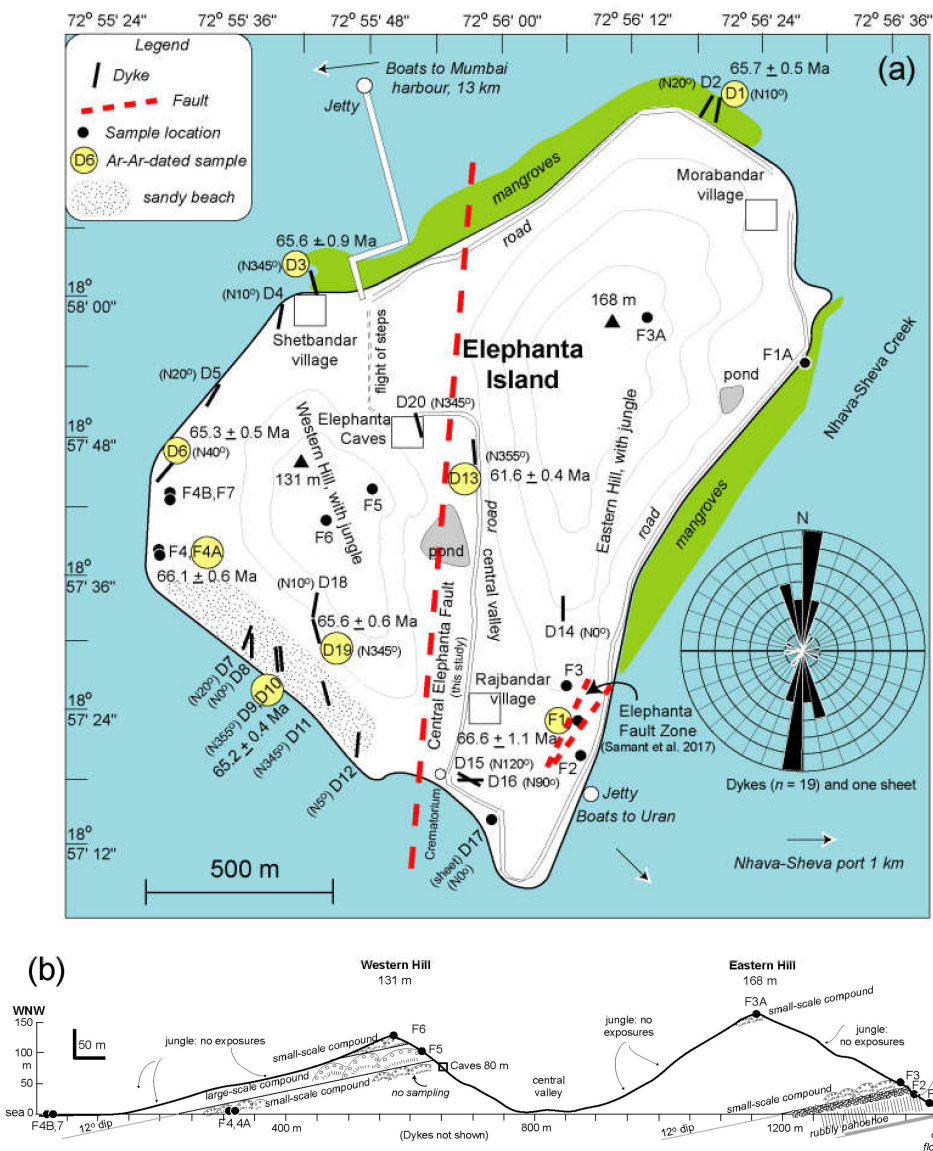 72° 55' 24"
72° 55' 36"
72° 55' 48"
72° 56' 00"
72° 56' 12"
72° 56' 24"
72° 56' 36"
(a)
Legend
Dyke
Fault
Sample location
D6 Ar-Ar-dated sample
sandy beach
Boats to Mumbai
harbour, 13 km
Jetty
65.7 ± 0.5 Ma
(N20°) D2
D1 (N10°)
mangroves
road
Morabandar
village
65.6 ± 0.9 Ma
(N345°) D3
(N10°) D4
18°
58' 00"
Shetbandar
village
flight of steps
168 m
F3A
Elephanta
Island
F1A
pond
Nhava-Sheva Creek
(N20°) D5
D20 (N345°)
Elephanta
Caves
18°
57' 48"
65.3 ± 0.5 Ma
D6 (N40°)
131 m
Western Hill,
with jungle
(N355°)
D13
61.6 ± 0.4 Ma
Eastern Hill, with jungle
F4B,F7
F5
F6
road
road
mangroves
pond
N
F4, F4A
66.1 ± 0.6 Ma
18°
57' 36"
(N10°) D18
65.6 ± 0.6 Ma
D19 (N345°)
Central Elephanta Fault
(this study)
central valley
D14 (N0°)
(N20°) D7
(N0°) D8
(N355°) D9, D10
65.2 ± 0.4 Ma
(N345°) D11
(N5°) D12
F3
Rajbandar
village
F1
66.6 ± 1.1 Ma
F2
Elephanta
Fault Zone
(Samant et al. 2017)
18°
57' 24"
D15 (N120°)
D16 (N90°)
Crematorium
Jetty
Boats to Uran
Dykes (n = 19) and one sheet
18°
57' 12"
(sheet) D17
(N0°)
Nhava-Sheva port 1 km
500 m
(b)
Western Hill
131 m
Eastern Hill
168 m
WNW
150
100
m
50
sea 0
50 m
jungle: no exposures
small-scale compound
F6
F5
Caves 80 m
large-scale compound
small-scale compound
no sampling
jungle: no
exposures
F3A
small-scale compound
jungle: no
exposures
central
valley
F3
F2
small-scale compound
F4B,7
12° dip
F4,4A
400 m
(Dykes not shown)
800 m
12° dip
1200 m
rubbly pahoehoe